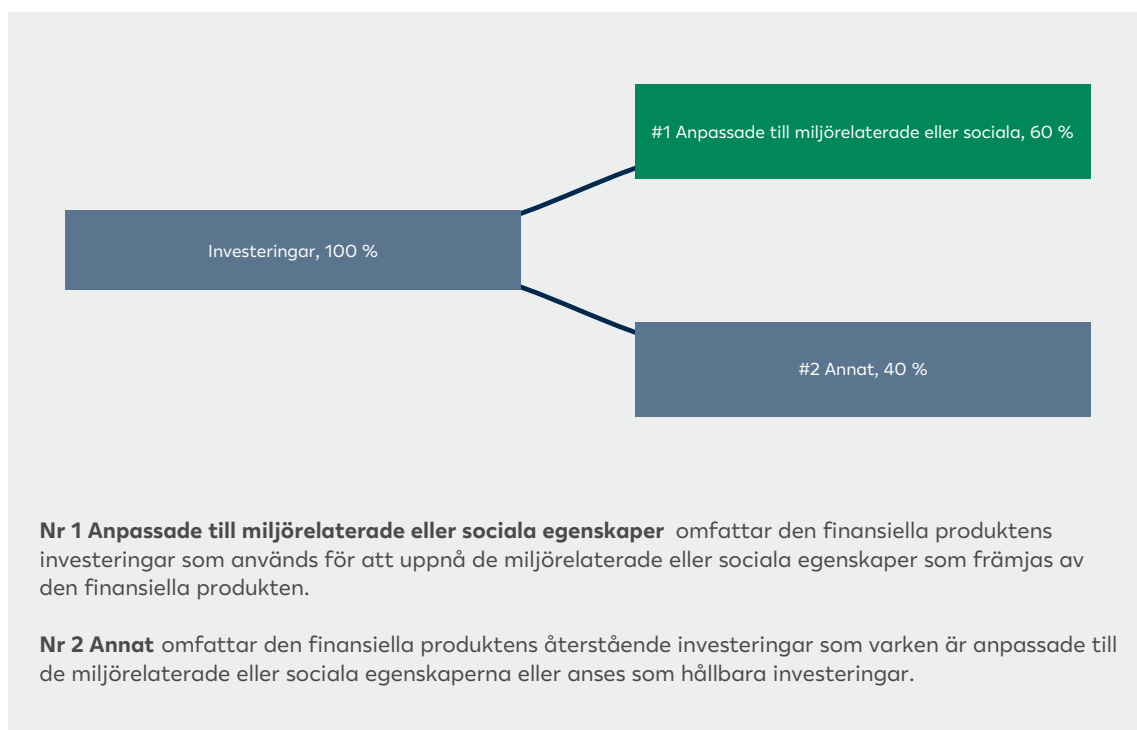 #1 Anpassade till miljörelaterade eller sociala, 60 %
Investeringar, 100 %
#2 Annat, 40 %
Nr 1 Anpassade till miljörelaterade eller sociala egenskaper omfattar den finansiella produktens
investeringar som används för att uppnå de miljörelaterade eller sociala egenskaper som främjas av
den finansiella produkten.
Nr 2 Annat omfattar den finansiella produktens återstående investeringar som varken är anpassade till
de miljörelaterade eller sociala egenskaperna eller anses som hållbara investeringar.